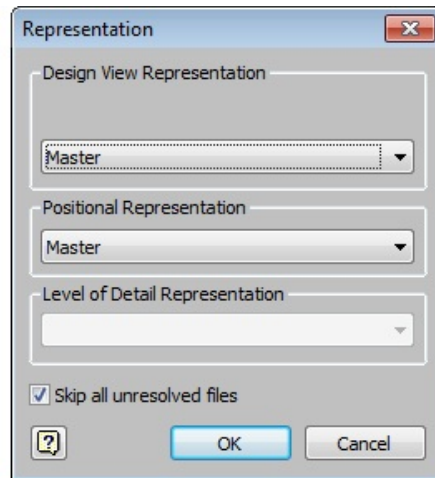 Representation
Design View Representation
Master
Positional Representation
Master
Level of Detail Representation
Skip all unresolved files
OK Cancel